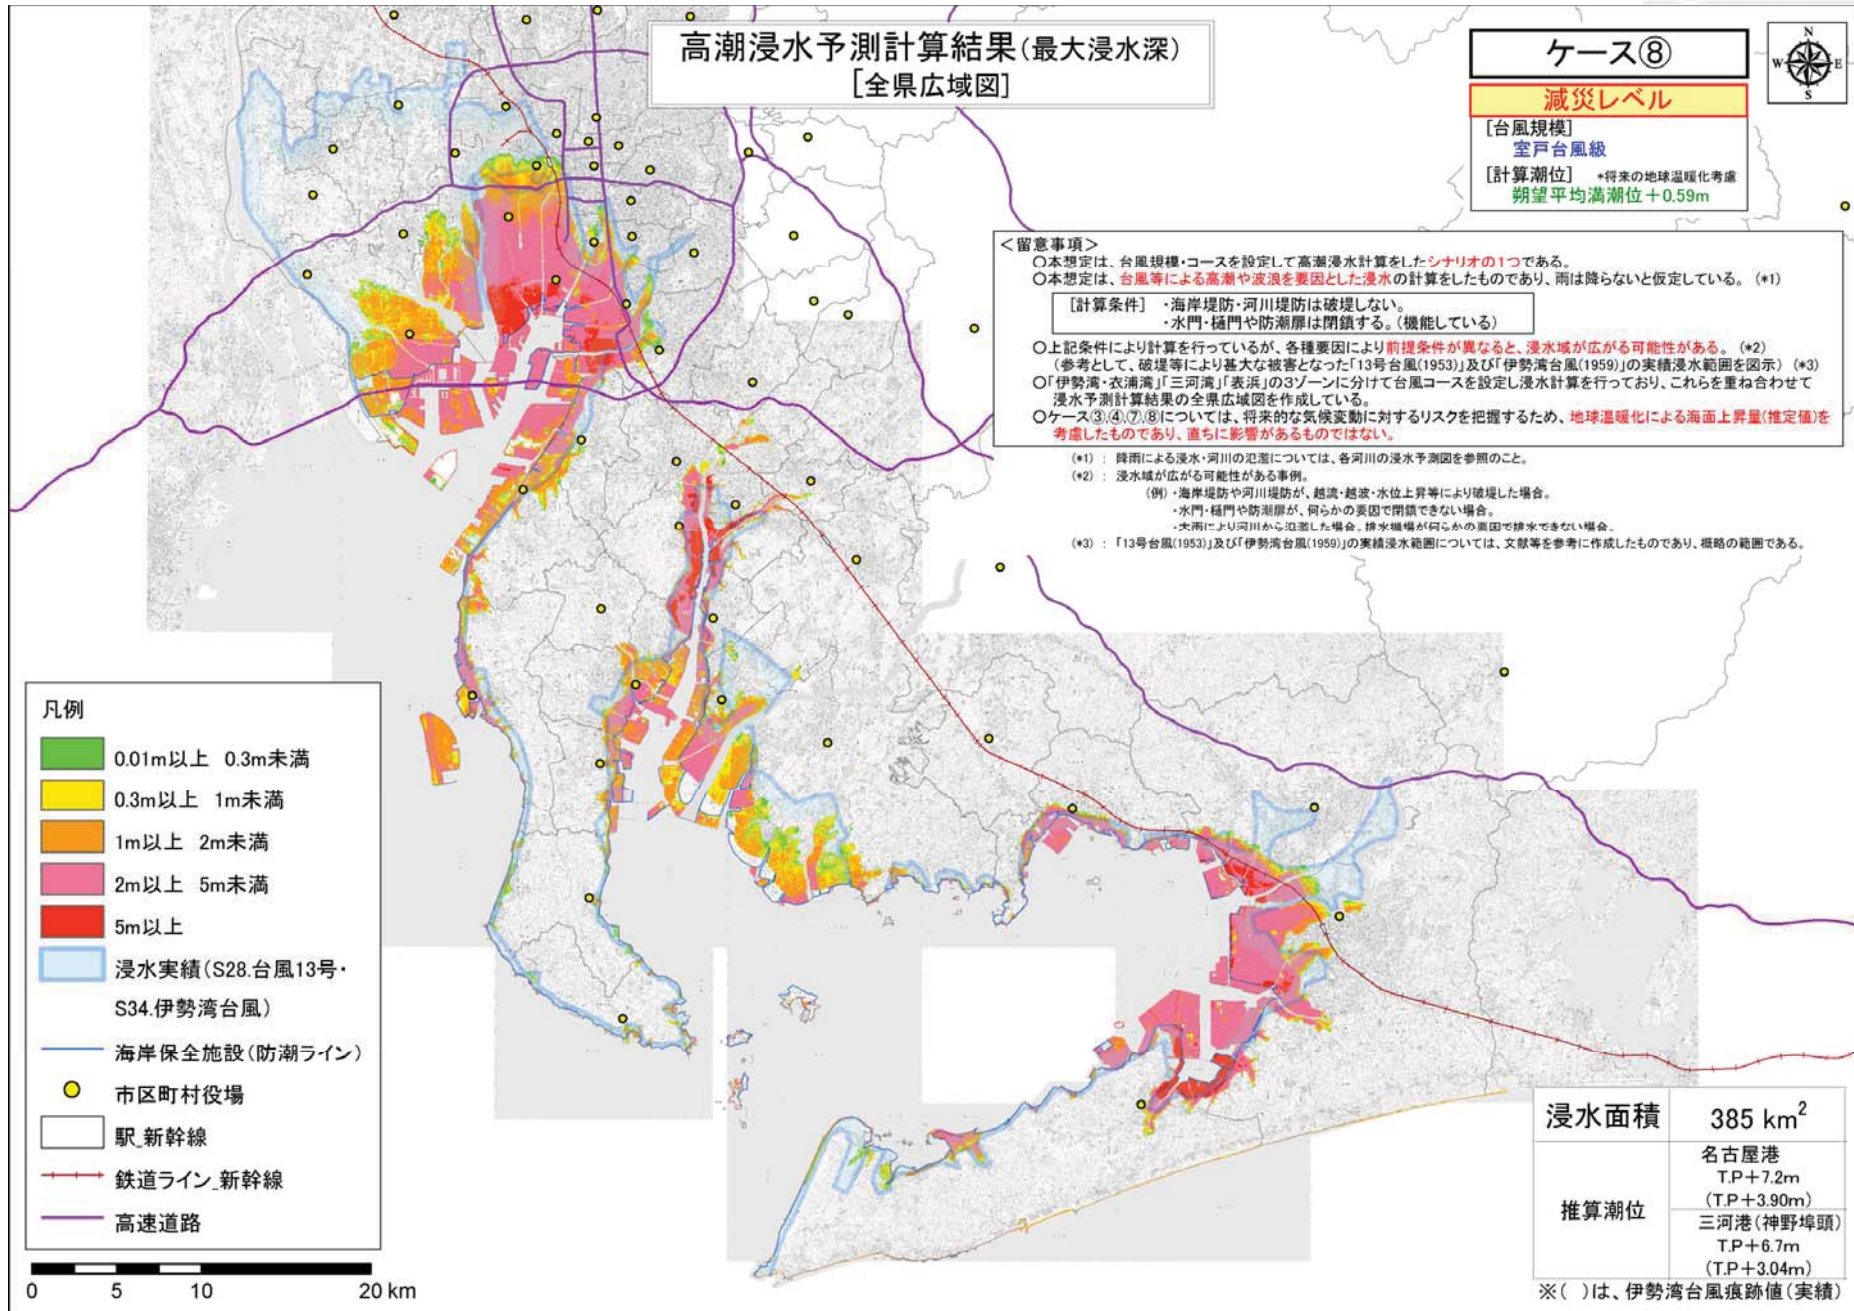 高潮浸水予測計算結果(最大浸水深)
[全県広域図]
ケース⑧
減災レベル
[台風規模]
室戸台風級
[計算潮位] *将来の地球温暖化考慮
朔望平均満潮位+0.59m
N
W E
S
<留意事項>
○本想定は、台風規模・コースを設定して高潮浸水計算をしたシナリオの1つである。
○本想定は、台風等による高潮や波浪を要因とした浸水の計算をしたものであり、雨は降らないと仮定している。(*1)
[計算条件] ・海岸堤防・河川堤防は破堤しない。
・水門・樋門や防潮扉は閉鎖する。(機能している)
○上記条件により計算を行っているが、各種要因により前提条件が異なると、浸水域が広がる可能性がある。(*2)
(参考として、破堤等により甚大な被害となった「13号台風(1953)」及び「伊勢湾台風(1959)」の実績浸水範囲を図示)(*3)
○「伊勢湾・衣浦湾」「三河湾」「表浜」の3ゾーンに分けて台風コースを設定し浸水計算を行っており、これらを重ね合わせて
浸水予測計算結果の全県広域図を作成している。
○ケース③,④,⑦,⑧については、将来的な気候変動に対するリスクを把握するため、地球温暖化による海面上昇量(推定値)を
考慮したものであり、直ちに影響があるものではない。
(*1) : 降雨による浸水・河川の氾濫については、各河川の浸水予測図を参照のこと。
(*2) : 浸水域が広がる可能性がある事例。
(例)・海岸堤防や河川堤防が、越流・越波・水位上昇等により破堤した場合。
・水門・樋門や防潮扉が、何らかの要因で閉鎖できない場合。
・大雨により河川から氾濫した場合。排水機場が何らかの要因で排水できない場合。
(*3) : 「13号台風(1953)」及び「伊勢湾台風(1959)」の実績浸水範囲については、文献等を参考に作成したものであり、概略の範囲である。
凡例
0.01m以上 0.3m未満
0.3m以上 1m未満
1m以上 2m未満
2m以上 5m未満
5m以上
浸水実績(S28.台風13号・
S34.伊勢湾台風)
海岸保全施設(防潮ライン)
市区町村役場
駅_新幹線
鉄道ライン_新幹線
高速道路
0 5 10 20 km
浸水面積 385 km²
推算潮位
名古屋港
T.P+7.2m
(T.P+3.90m)
三河港(神野埠頭)
T.P+6.7m
(T.P+3.04m)
※( )は、伊勢湾台風痕跡値(実績)